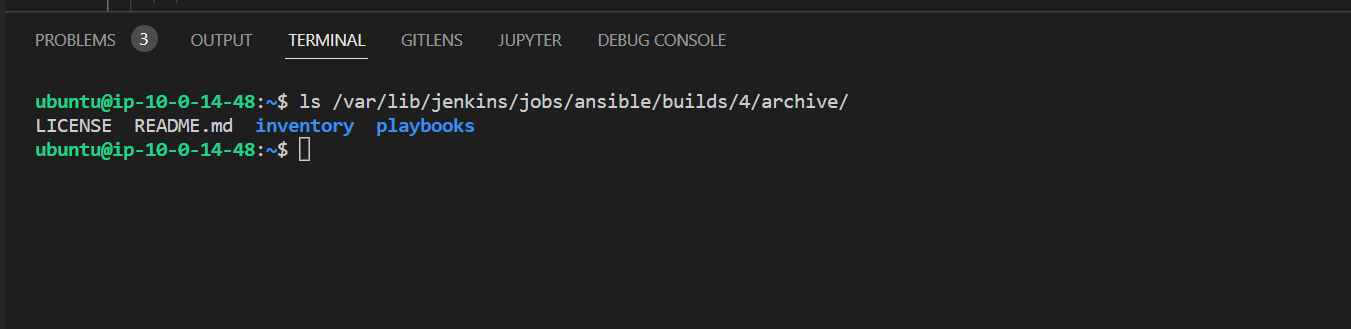 PROBLEMS 3 OUTPUT TERMINAL GITLENS JUPYTER DEBUG CONSOLE
ubuntu@ip-10-0-14-48:~$ ls /var/lib/jenkins/jobs/ansible/builds/4/archive/
LICENSE  README.md  inventory  playbooks
ubuntu@ip-10-0-14-48:~$